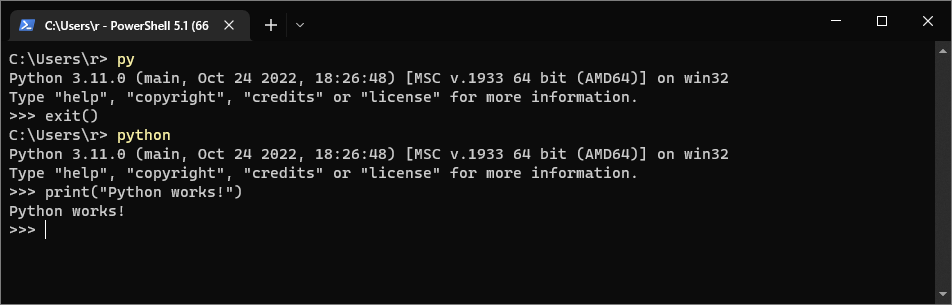 C:\Users\r - PowerShell 5.1 (66
C:\Users\r> py
Python 3.11.0 (main, Oct 24 2022, 18:26:48) [MSC v.1933 64 bit (AMD64)] on win32
Type "help", "copyright", "credits" or "license" for more information.
>>> exit()
C:\Users\r> python
Python 3.11.0 (main, Oct 24 2022, 18:26:48) [MSC v.1933 64 bit (AMD64)] on win32
Type "help", "copyright", "credits" or "license" for more information.
>>> print("Python works!")
Python works!
>>>